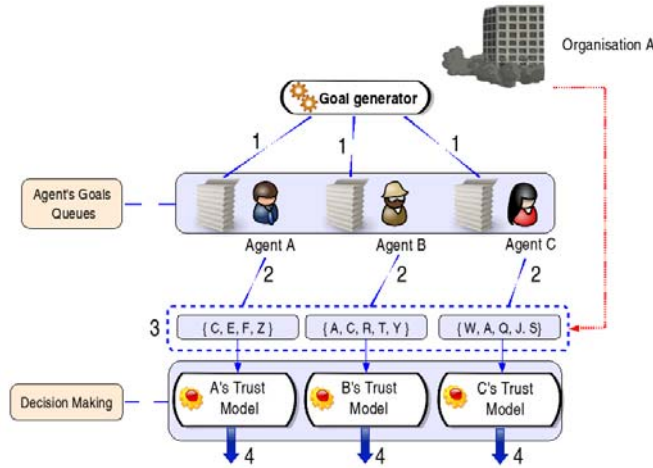 Organisation A
Goal generator
1 1 1
Agent's Goals
Queues
Agent A Agent B Agent C
2 2 2
3 { C, E, F, Z } { A, C, R, T, Y } { W, A, Q, J. S}
Decision Making
A's Trust
Model
B's Trust
Model
C's Trust
Model
4 4 4